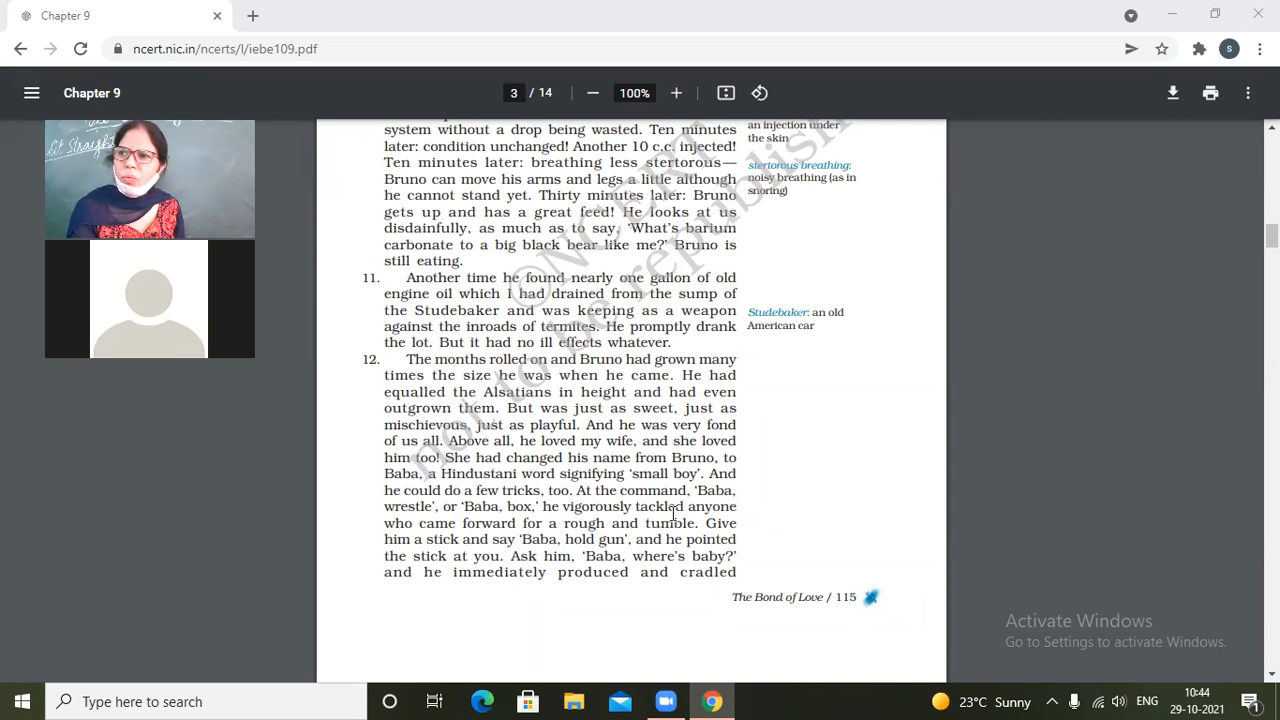 Chapter 9
ncert.nic.in/ncerts/l/iebe109.pdf
S
Chapter 9
3 / 14
100%
At Straight
system without a drop being wasted. Ten minutes
later: condition unchanged! Another 10 c.c. injected!
Ten minutes later: breathing less stertorous—
Bruno can move his arms and legs a little although
he cannot stand yet. Thirty minutes later: Bruno
gets up and has a great feed! He looks at us
disdainfully, as much as to say, ‘What’s barium
carbonate to a big black bear like me?’ Bruno is
still eating.
an injection under
the skin
stertorous breathing:
noisy breathing (as in
snoring)
11. Another time he found nearly one gallon of old
engine oil which I had drained from the sump of
the Studebaker and was keeping as a weapon
against the inroads of termites. He promptly drank
the lot. But it had no ill effects whatever.
Studebaker: an old
American car
12. The months rolled on and Bruno had grown many
times the size he was when he came. He had
equalled the Alsatians in height and had even
outgrown them. But was just as sweet, just as
mischievous, just as playful. And he was very fond
of us all. Above all, he loved my wife, and she loved
him too! She had changed his name from Bruno, to
Baba, a Hindustani word signifying ‘small boy’. And
he could do a few tricks, too. At the command, ‘Baba,
wrestle’, or ‘Baba, box,’ he vigorously tackled anyone
who came forward for a rough and tumble. Give
him a stick and say ‘Baba, hold gun’, and he pointed
the stick at you. Ask him, ‘Baba, where’s baby?’
and he immediately produced and cradled
©NCERT
not to be republish
The Bond of Love / 115
Activate Windows
Go to Settings to activate Windows.
Type here to search
23°C Sunny
ENG
10:44
29-10-2021
1